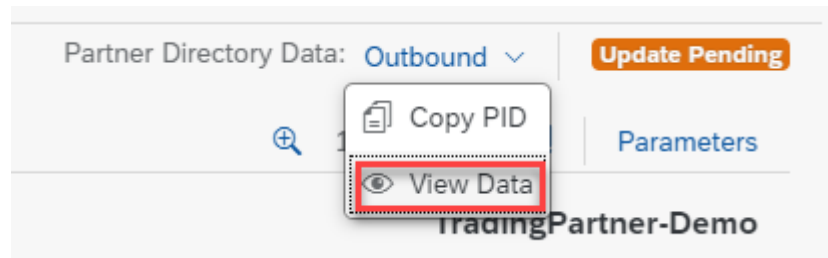 Partner Directory Data: Outbound Update Pending
Copy PID
Parameters
View Data
TradingPartner-Demo